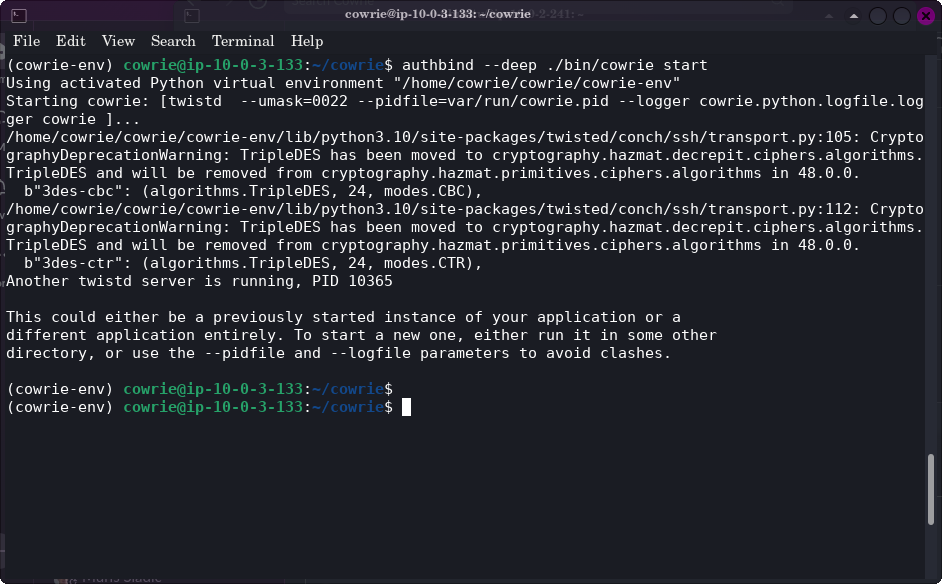 cowrie@ip-10-0-3-133: ~/cowrie
File Edit View Search Terminal Help
(cowrie-env) cowrie@ip-10-0-3-133:~/cowrie$ authbind --deep ./bin/cowrie start
Using activated Python virtual environment "/home/cowrie/cowrie/cowrie-env"
Starting cowrie: [twistd  --umask=0022 --pidfile=var/run/cowrie.pid --logger cowrie.python.logfile.log
ger cowrie ]...
/home/cowrie/cowrie/cowrie-env/lib/python3.10/site-packages/twisted/conch/ssh/transport.py:105: Crypto
graphyDeprecationWarning: TripleDES has been moved to cryptography.hazmat.decrepit.ciphers.algorithms.
TripleDES and will be removed from cryptography.hazmat.primitives.ciphers.algorithms in 48.0.0.
  b"3des-cbc": (algorithms.TripleDES, 24, modes.CBC),
/home/cowrie/cowrie/cowrie-env/lib/python3.10/site-packages/twisted/conch/ssh/transport.py:112: Crypto
graphyDeprecationWarning: TripleDES has been moved to cryptography.hazmat.decrepit.ciphers.algorithms.
TripleDES and will be removed from cryptography.hazmat.primitives.ciphers.algorithms in 48.0.0.
  b"3des-ctr": (algorithms.TripleDES, 24, modes.CTR),
Another twistd server is running, PID 10365

This could either be a previously started instance of your application or a
different application entirely. To start a new one, either run it in some other
directory, or use the --pidfile and --logfile parameters to avoid clashes.

(cowrie-env) cowrie@ip-10-0-3-133:~/cowrie$
(cowrie-env) cowrie@ip-10-0-3-133:~/cowrie$